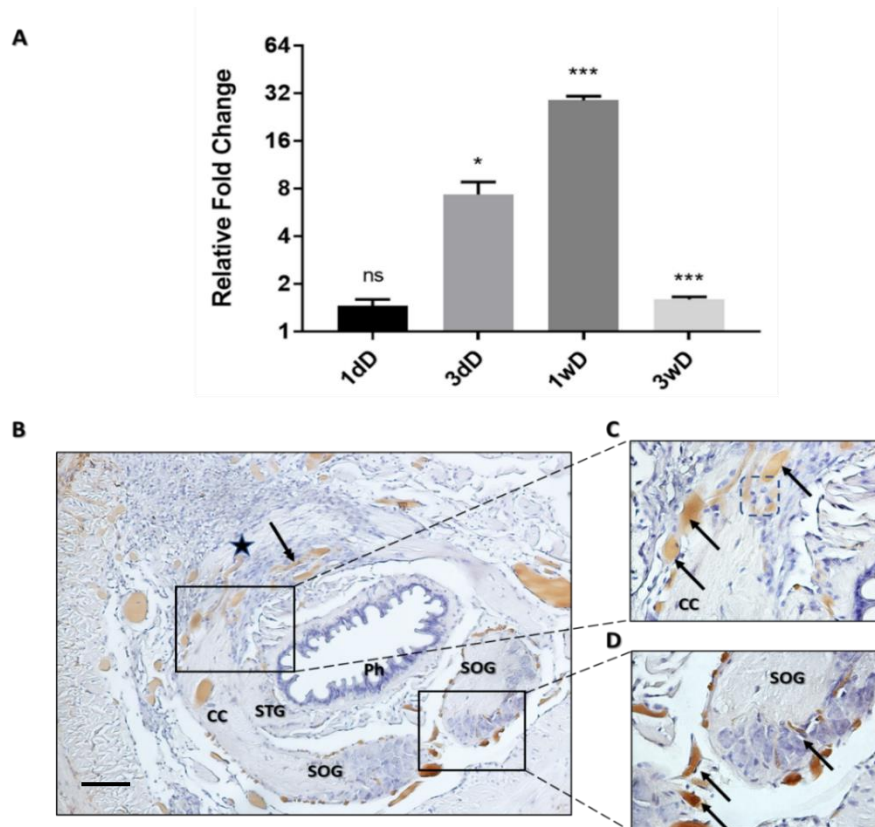 A
Relative Fold Change
64
32
16
8
4
2
1
ns
*
***
***
1dD
3dD
1wD
3wD
B
CC
STG
Ph
SOG
SOG
C
CC
D
SOG